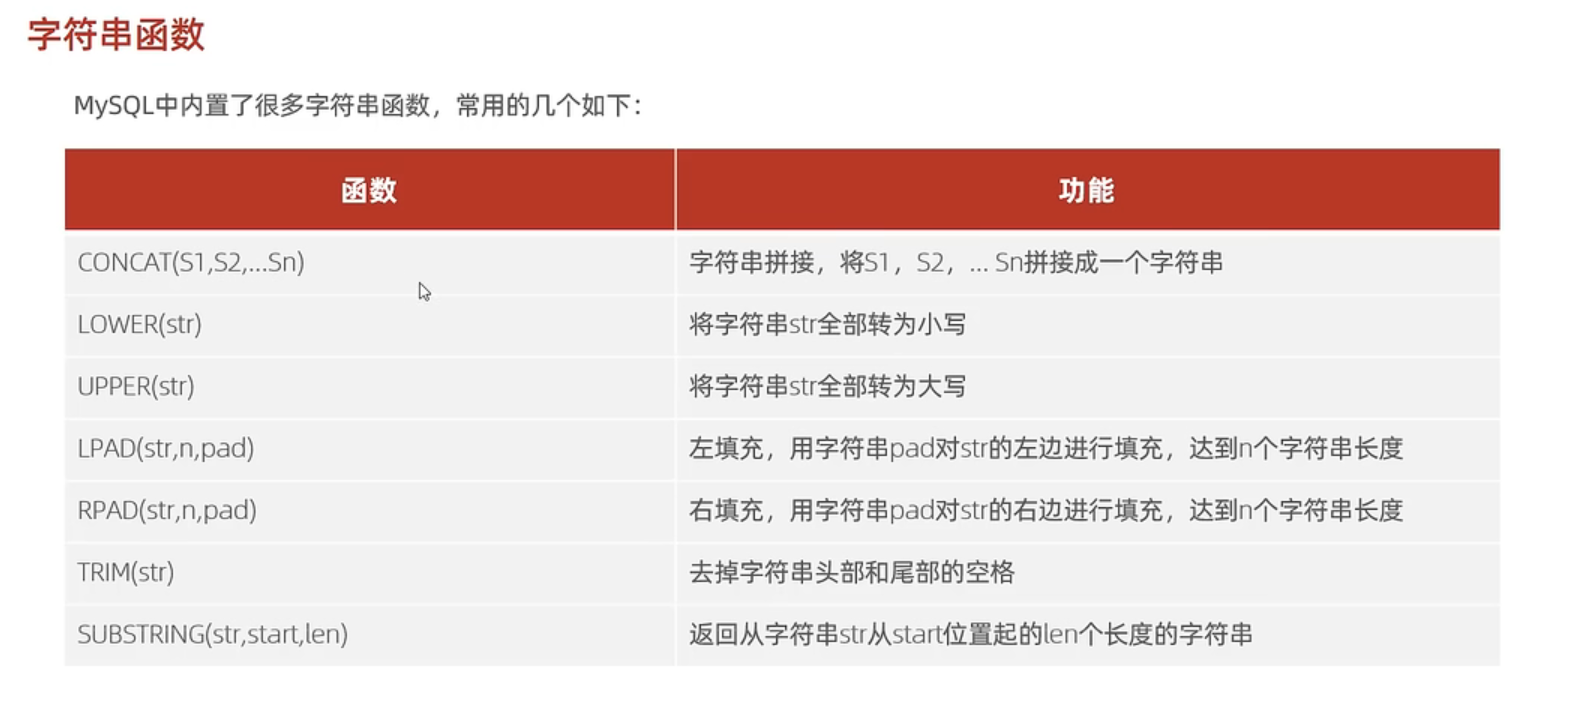 字符串函数
MySQL中内置了很多字符串函数，常用的几个如下：
函数 功能
CONCAT(S1,S2,...Sn) 字符串拼接，将S1，S2，... Sn拼接成一个字符串
LOWER(str) 将字符串str全部转为小写
UPPER(str) 将字符串str全部转为大写
LPAD(str,n,pad) 左填充，用字符串pad对str的左边进行填充，达到n个字符串长度
RPAD(str,n,pad) 右填充，用字符串pad对str的右边进行填充，达到n个字符串长度
TRIM(str) 去掉字符串头部和尾部的空格
SUBSTRING(str,start,len) 返回从字符串str从start位置起的len个长度的字符串